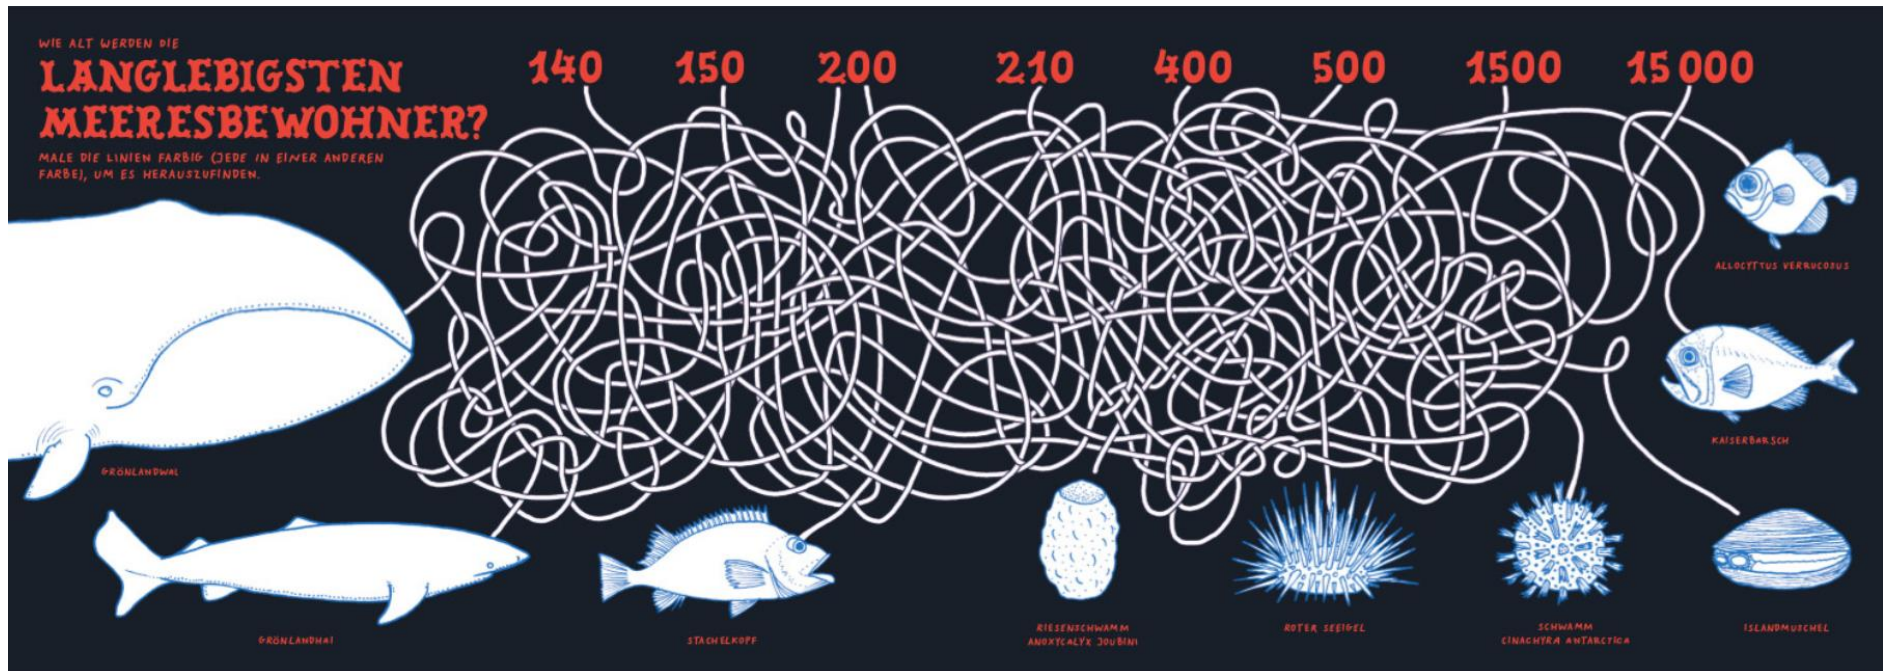 WIE ALT WERDEN DIE
LANGLEBIGSTEN
MEERESBEWOHNER?
MALE DIE LINIEN FARBIG (JEDE IN EINER ANDEREN
FARBE), UM ES HERAUSZUFINDEN.
140 150 200 210 400 500 1500 15 000
ALLOCYTTUS VERRUCOSUS
KAISERBARSCH
GRÖNLANDWAL
GRÖNLANDHAI
STACHELKOPF
RIESENSCHWAMM
ANOXYCALYX JOUBINI
ROTER SEEIGEL
SCHWAMM
CINACHYRA ANTARCTICA
ISLANDMUSCHEL